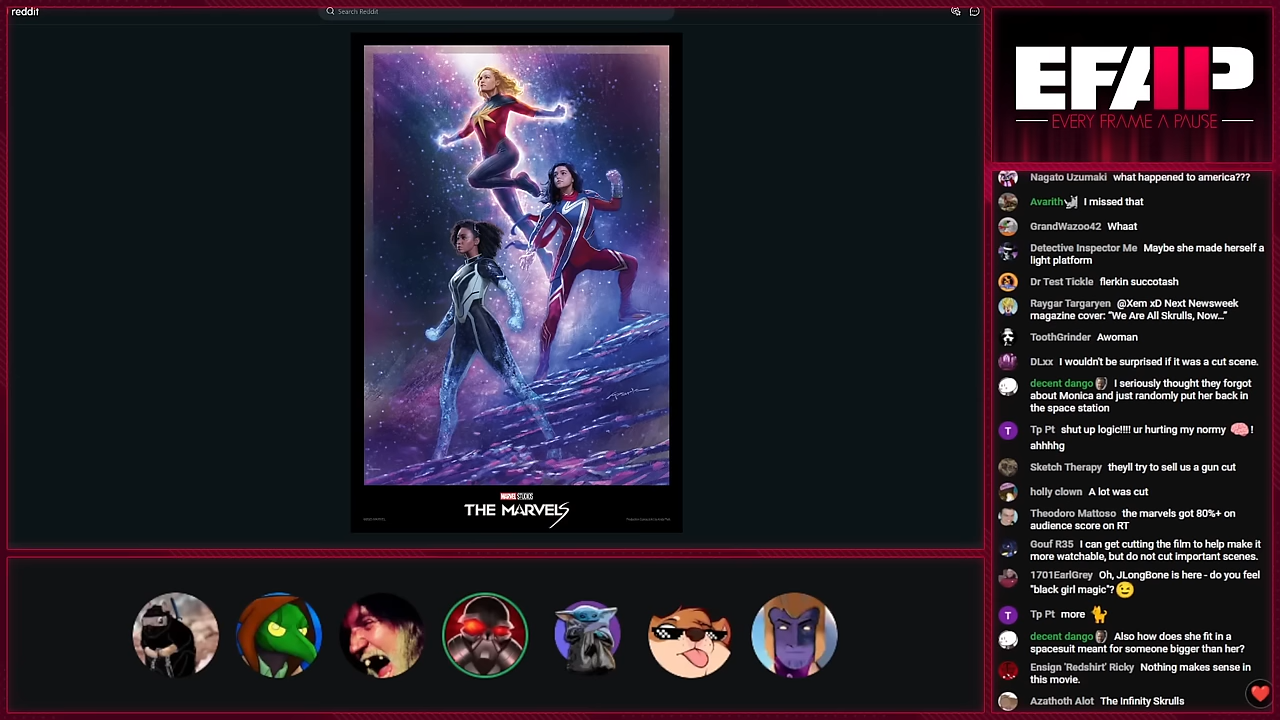 reddit
Search Reddit
MARVEL STUDIOS
THE MARVELS
EFAP
EVERY FRAME A PAUSE
Nagato Uzumaki what happened to america???
Avarith I missed that
GrandWazoo42 Whaat
Detective Inspector Me Maybe she made herself a
light platform
Dr Test Tickle flerkin succotash
Raygar Targaryen @Xem xD Next Newsweek
magazine cover: “We Are All Skrulls, Now...”
ToothGrinder Awoman
DLxx I wouldn't be surprised if it was a cut scene.
decent dango I seriously thought they forgot
about Monica and just randomly put her back in
the space station
T Tp Pt shut up logic!!!! ur hurting my normy 🧠!
ahhhhg
Sketch Therapy theyll try to sell us a gun cut
holly clown A lot was cut
Theodoro Mattoso the marvels got 80%+ on
audience score on RT
Gouf R35 I can get cutting the film to help make it
more watchable, but do not cut important scenes.
1701EarlGrey Oh, JLongBone is here - do you feel
"black girl magic"?😉
T Tp Pt more 🐈
decent dango Also how does she fit in a
spacesuit meant for someone bigger than her?
Ensign 'Redshirt' Ricky Nothing makes sense in
this movie.
Azathoth Alot The Infinity Skrulls